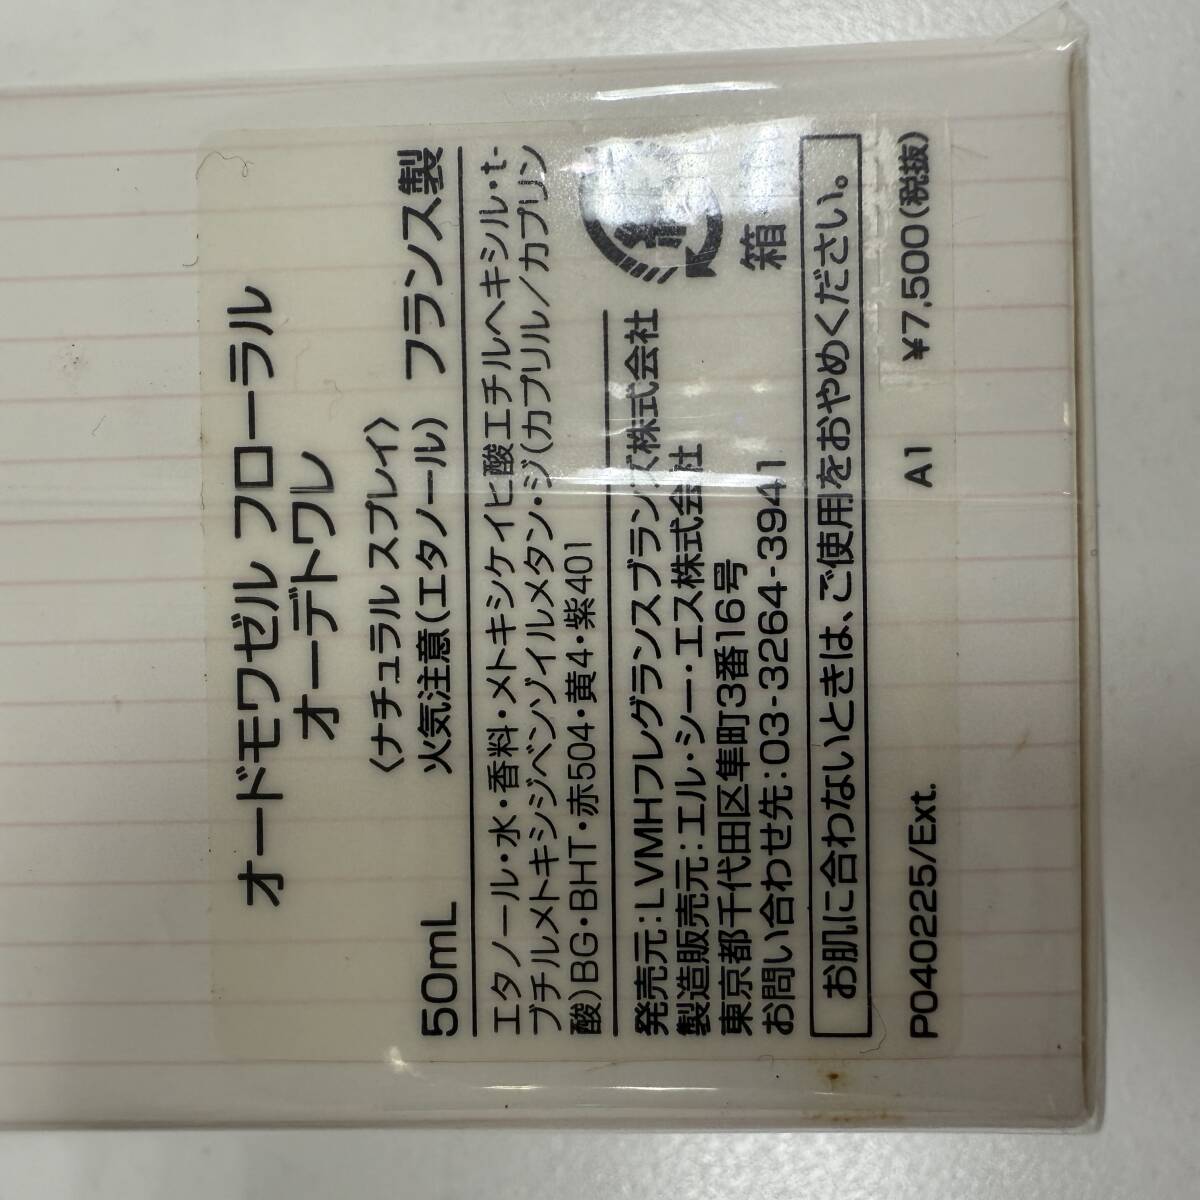 オードモワゼル フローラル
オーデトワレ
〈ナチュラル スプレイ〉
火気注意(エタノール)
50mL フランス製
エタノール・水・香料・メトキシケイヒ酸エチルヘキシル・t-
ブチルメトキシジベンゾイルメタン・ジ(カプリル/カプリン
酸)BG・BHT・赤504・黄4・紫401
発売元:LVMHフレグランスブランズ株式会社
製造販売元:エル・シー・エス株式会社
東京都千代田区隼町3番16号
お問い合わせ先:03-3264-3941
箱
お肌に合わないときは、ご使用をおやめください。
P040225/Ext. A1 ¥7,500(税抜)